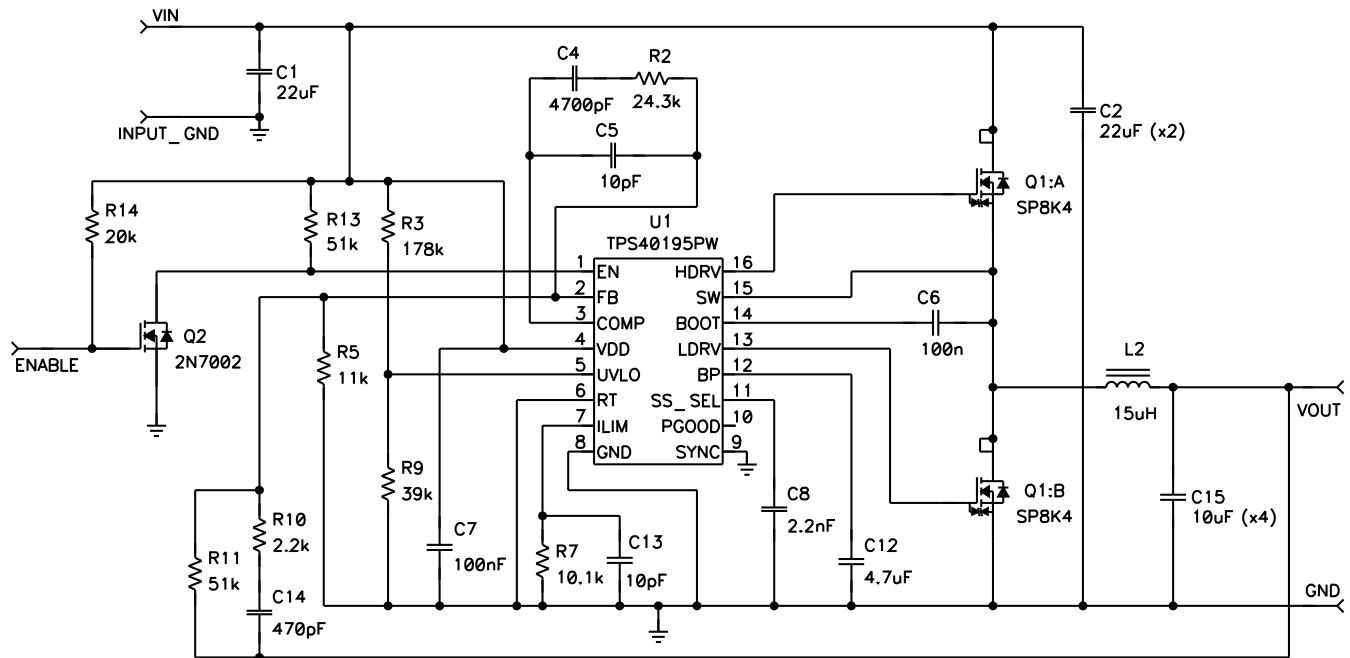 VIN
C1
22uF
INPUT_GND
C4
4700pF
R2
24.3k
C5
10pF
C2
22uF (x2)
R14
20k
R13
51k
R3
178k
Q1:A
SP8K4
U1
TPS40195PW
1 EN
2 FB
3 COMP
4 VDD
5 UVLO
6 RT
7 ILIM
8 GND
HDRV 16
SW 15
BOOT 14
LDRV 13
BP 12
SS_SEL 11
PGOOD 10
SYNC 9
C6
100n
Q2
2N7002
ENABLE
R5
11k
L2
15uH
VOUT
R9
39k
Q1:B
SP8K4
C8
2.2nF
C15
10uF (x4)
R10
2.2k
C7
100nF
R7
10.1k
C13
10pF
C12
4.7uF
R11
51k
C14
470pF
GND